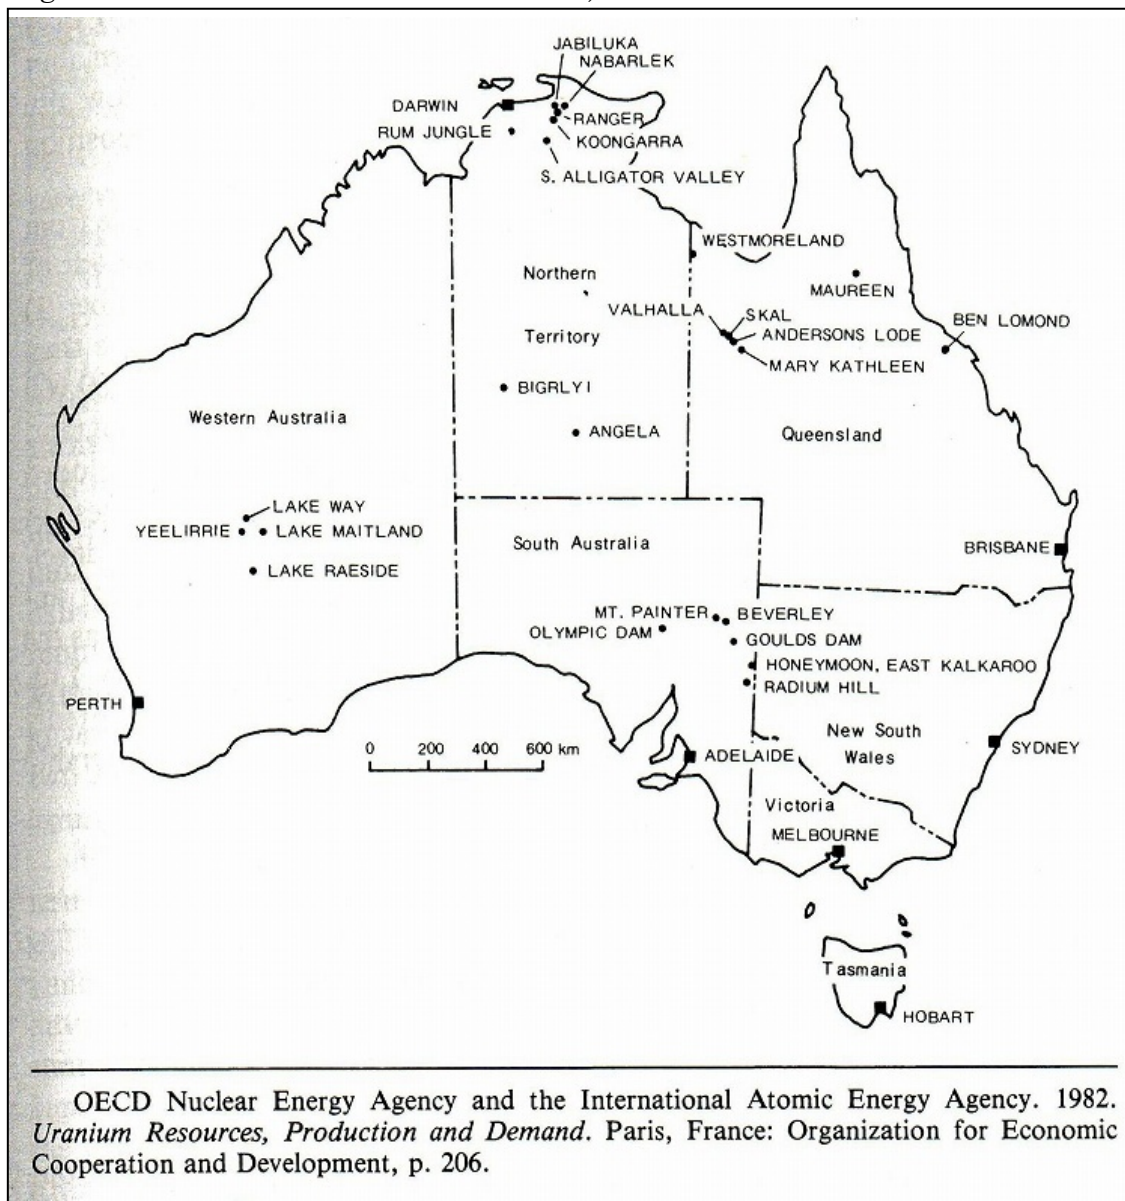 JABILUKA
NABARLEK
DARWIN
RANGER
RUM JUNGLE
KOONGARRA
S. ALLIGATOR VALLEY
WESTMORELAND
Northern
MAUREEN
VALHALLA
SKAL
BEN LOMOND
Territory
ANDERSONS LODE
MARY KATHLEEN
BIGRLYI
Western Australia
ANGELA
Queensland
LAKE WAY
YEELIRRIE
LAKE MAITLAND
South Australia
BRISBANE
LAKE RAESIDE
MT. PAINTER
BEVERLEY
OLYMPIC DAM
GOULDS DAM
HONEYMOON, EAST KALKAROO
RADIUM HILL
PERTH
New South
Wales
SYDNEY
0 200 400 600 km
ADELAIDE
Victoria
MELBOURNE
Tasmania
HOBART
OECD Nuclear Energy Agency and the International Atomic Energy Agency. 1982.
Uranium Resources, Production and Demand. Paris, France: Organization for Economic
Cooperation and Development, p. 206.